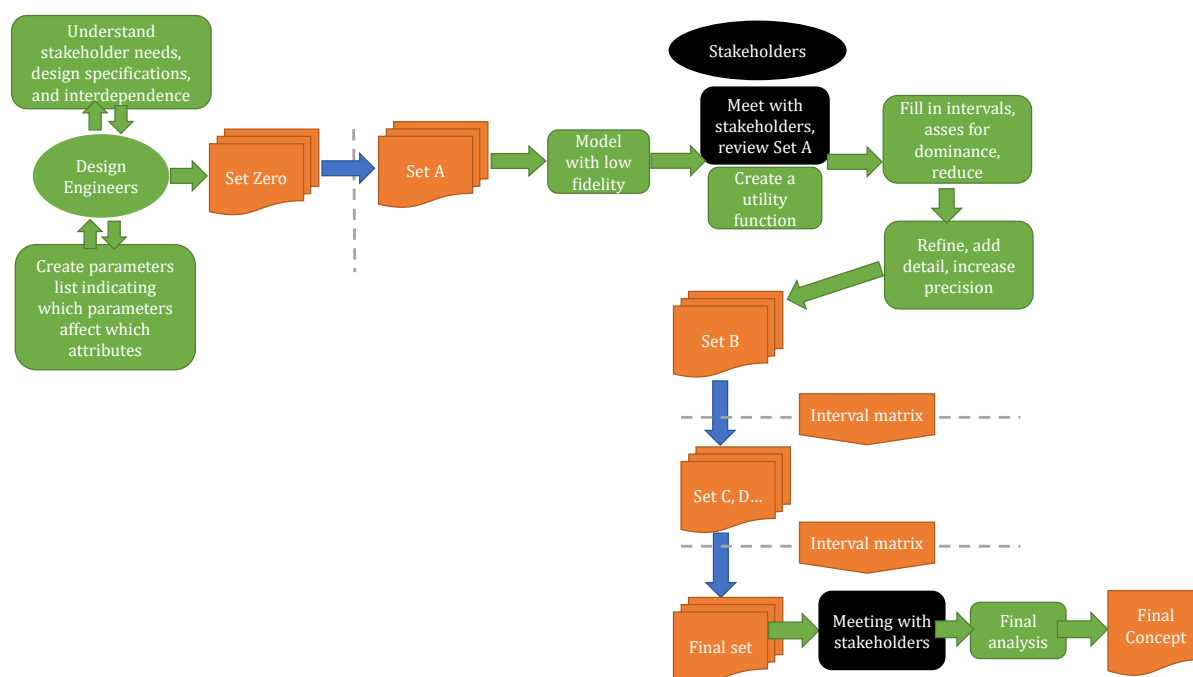 Understand
stakeholder needs,
design specifications,
and interdependence
Design
Engineers
Create parameters
list indicating
which parameters
affect which
attributes
Set Zero
Set A
Model
with low
fidelity
Stakeholders
Meet with
stakeholders,
review Set A
Create a
utility
function
Fill in intervals,
asses for
dominance,
reduce
Refine, add
detail, increase
precision
Set B
Interval matrix
Set C, D...
Interval matrix
Final set
Meeting with
stakeholders
Final
analysis
Final
Concept